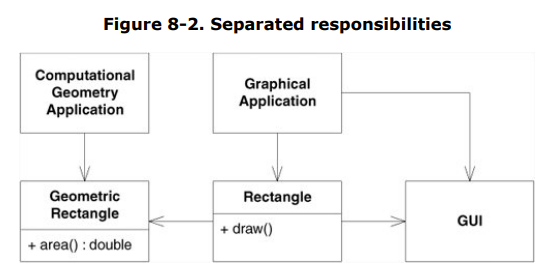 Figure 8-2. Separated responsibilities
Computational
Geometry
Application
Graphical
Application
Geometric
Rectangle
+ area() : double
Rectangle
+ draw()
GUI